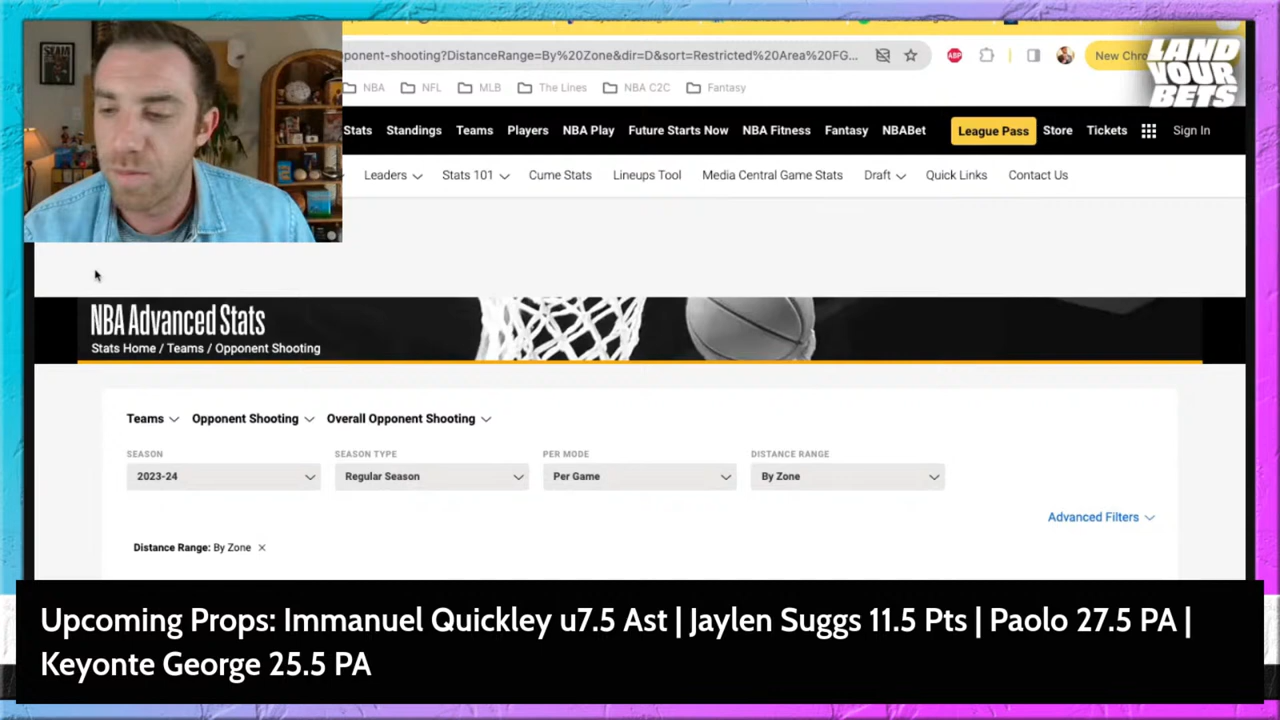 SLAM
ponent-shooting?DistanceRange=By%20Zone&dir=D&sort=Restricted%20Area%20FG...
ABP
New Chro
LAND
YOUR
BETS
NBA
NFL
MLB
The Lines
NBA C2C
Fantasy
Stats Standings Teams Players NBA Play Future Starts Now NBA Fitness Fantasy NBABet League Pass Store Tickets Sign In
Leaders Stats 101 Cume Stats Lineups Tool Media Central Game Stats Draft Quick Links Contact Us
NBA Advanced Stats
Stats Home / Teams / Opponent Shooting
Teams Opponent Shooting Overall Opponent Shooting
SEASON SEASON TYPE PER MODE DISTANCE RANGE
2023-24 Regular Season Per Game By Zone
Advanced Filters
Distance Range: By Zone ×
Upcoming Props: Immanuel Quickley u7.5 Ast | Jaylen Suggs 11.5 Pts | Paolo 27.5 PA |
Keyonte George 25.5 PA